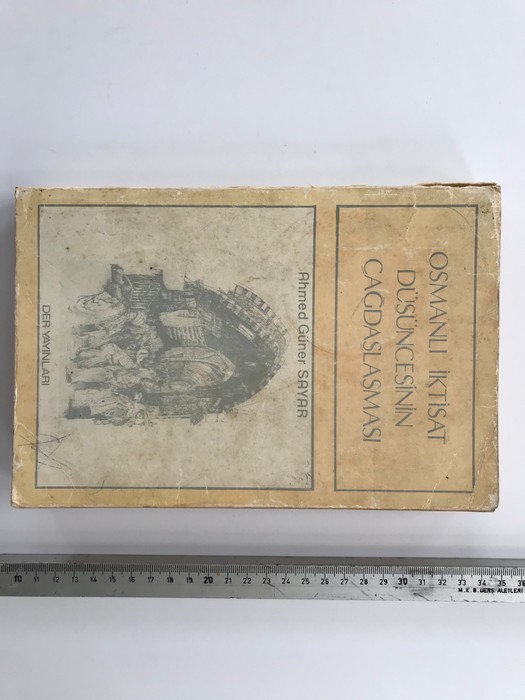 OSMANLI İKTİSAT
DÜŞÜNCESİNİN
ÇAĞDAŞLAŞMASI
Ahmed Güner SAYAR
DER YAYINLARI
10 11 12 13 14 15 16 17 18 19 20 21 22 23 24 25 26 27 28 29 30 31 32 33 34 35 36
M.E.B. DERS ALETLERİ